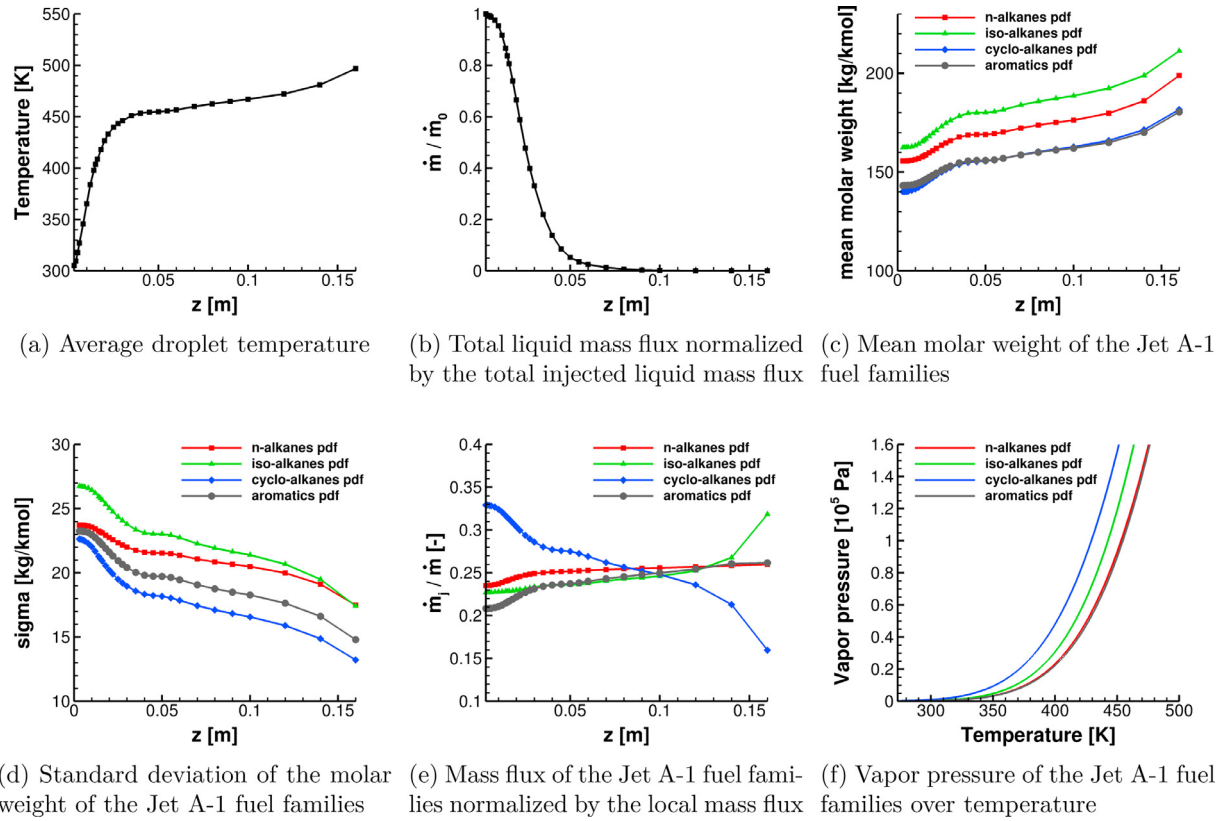 550
500
450
400
350
300
0.05
0.1
0.15
Temperature [K]
z [m]
1
0.8
0.6
0.4
0.2
0
0.05
0.1
0.15
ṁ / ṁ0
z [m]
n-alkanes pdf
iso-alkanes pdf
cyclo-alkanes pdf
aromatics pdf
200
150
100
0.05
0.1
0.15
mean molar weight [kg/kmol]
z [m]
(a) Average droplet temperature
(b) Total liquid mass flux normalized
by the total injected liquid mass flux
(c) Mean molar weight of the Jet A-1
fuel families
30
25
20
15
10
0
0.05
0.1
0.15
sigma [kg/kmol]
z [m]
n-alkanes pdf
iso-alkanes pdf
cyclo-alkanes pdf
aromatics pdf
0.4
0.35
0.3
0.25
0.2
0.15
0.1
0.05
0.1
0.15
ṁj / ṁ [-]
z [m]
n-alkanes pdf
iso-alkanes pdf
cyclo-alkanes pdf
aromatics pdf
1.6
1.4
1.2
1
0.8
0.6
0.4
0.2
0
300
350
400
450
500
Vapor pressure [10⁵ Pa]
Temperature [K]
n-alkanes pdf
iso-alkanes pdf
cyclo-alkanes pdf
aromatics pdf
(d) Standard deviation of the molar
weight of the Jet A-1 fuel families
(e) Mass flux of the Jet A-1 fuel fami-
lies normalized by the local mass flux
(f) Vapor pressure of the Jet A-1 fuel
families over temperature